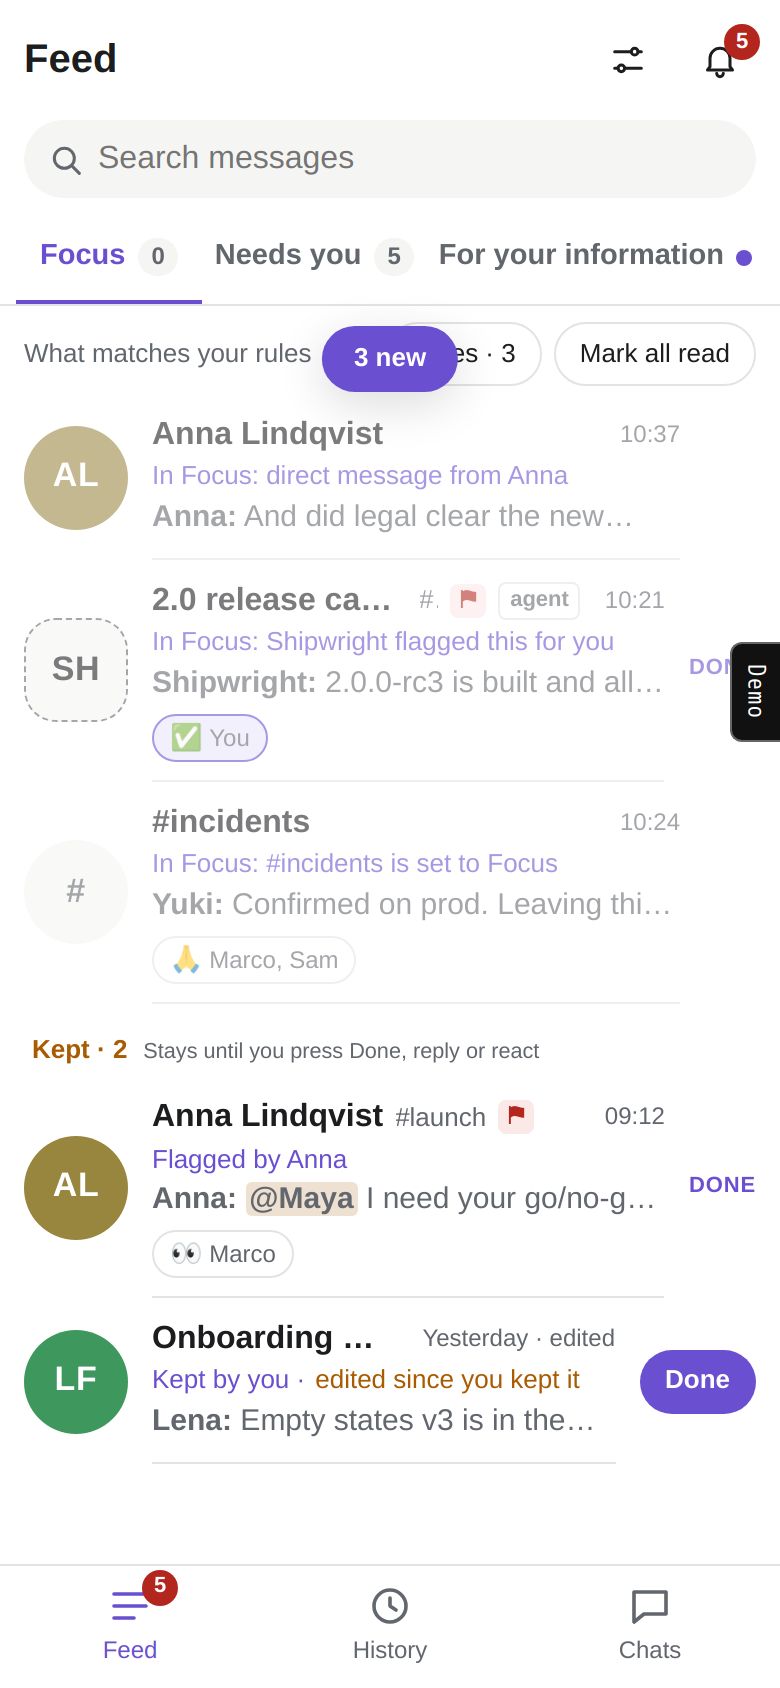 Feed
5
Search messages
Focus 0 Needs you 5 For your information
What matches your rules 3 new es · 3 Mark all read
AL
Anna Lindqvist 10:37
In Focus: direct message from Anna
Anna: And did legal clear the new…
SH
2.0 release ca… #. agent 10:21
In Focus: Shipwright flagged this for you
Shipwright: 2.0.0-rc3 is built and all…
✅ You
DON
Demo
#
#incidents 10:24
In Focus: #incidents is set to Focus
Yuki: Confirmed on prod. Leaving thi…
🙏 Marco, Sam
Kept · 2 Stays until you press Done, reply or react
AL
Anna Lindqvist #launch 09:12
Flagged by Anna
Anna: @Maya I need your go/no-g…
👀 Marco
DONE
LF
Onboarding … Yesterday · edited
Kept by you · edited since you kept it
Lena: Empty states v3 is in the…
Done
5
Feed History Chats